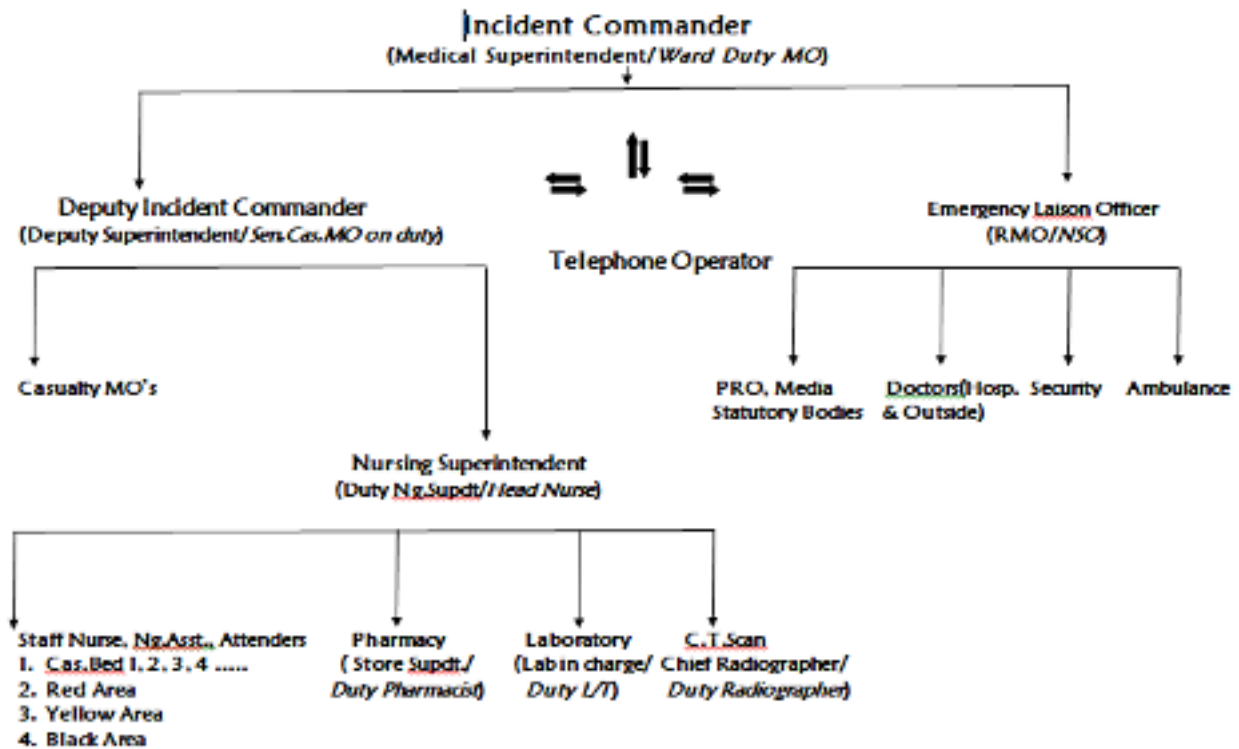 Incident Commander
(Medical Superintendent/Ward Duty MO)
Deputy Incident Commander
(Deputy Superintendent/Sen.Cas.MO on duty)
Emergency Laison Officer
(RMO/NSO)
Telephone Operator
Casualty MO's
PRO, Media
Statutory Bodies
Doctors(Hosp.
& Outside)
Security
Ambulance
Nursing Superintendent
(Duty Ng.Supdt/Head Nurse)
Staff Nurse, Ng.Asst., Attenders
1. Cas.Bed 1, 2, 3, 4 .....
2. Red Area
3. Yellow Area
4. Black Area
Pharmacy
( Store Supdt./
Duty Pharmacist)
Laboratory
(Lab in charge/
Duty L/T)
C.T.Scan
Chief Radiographer/
Duty Radiographer)